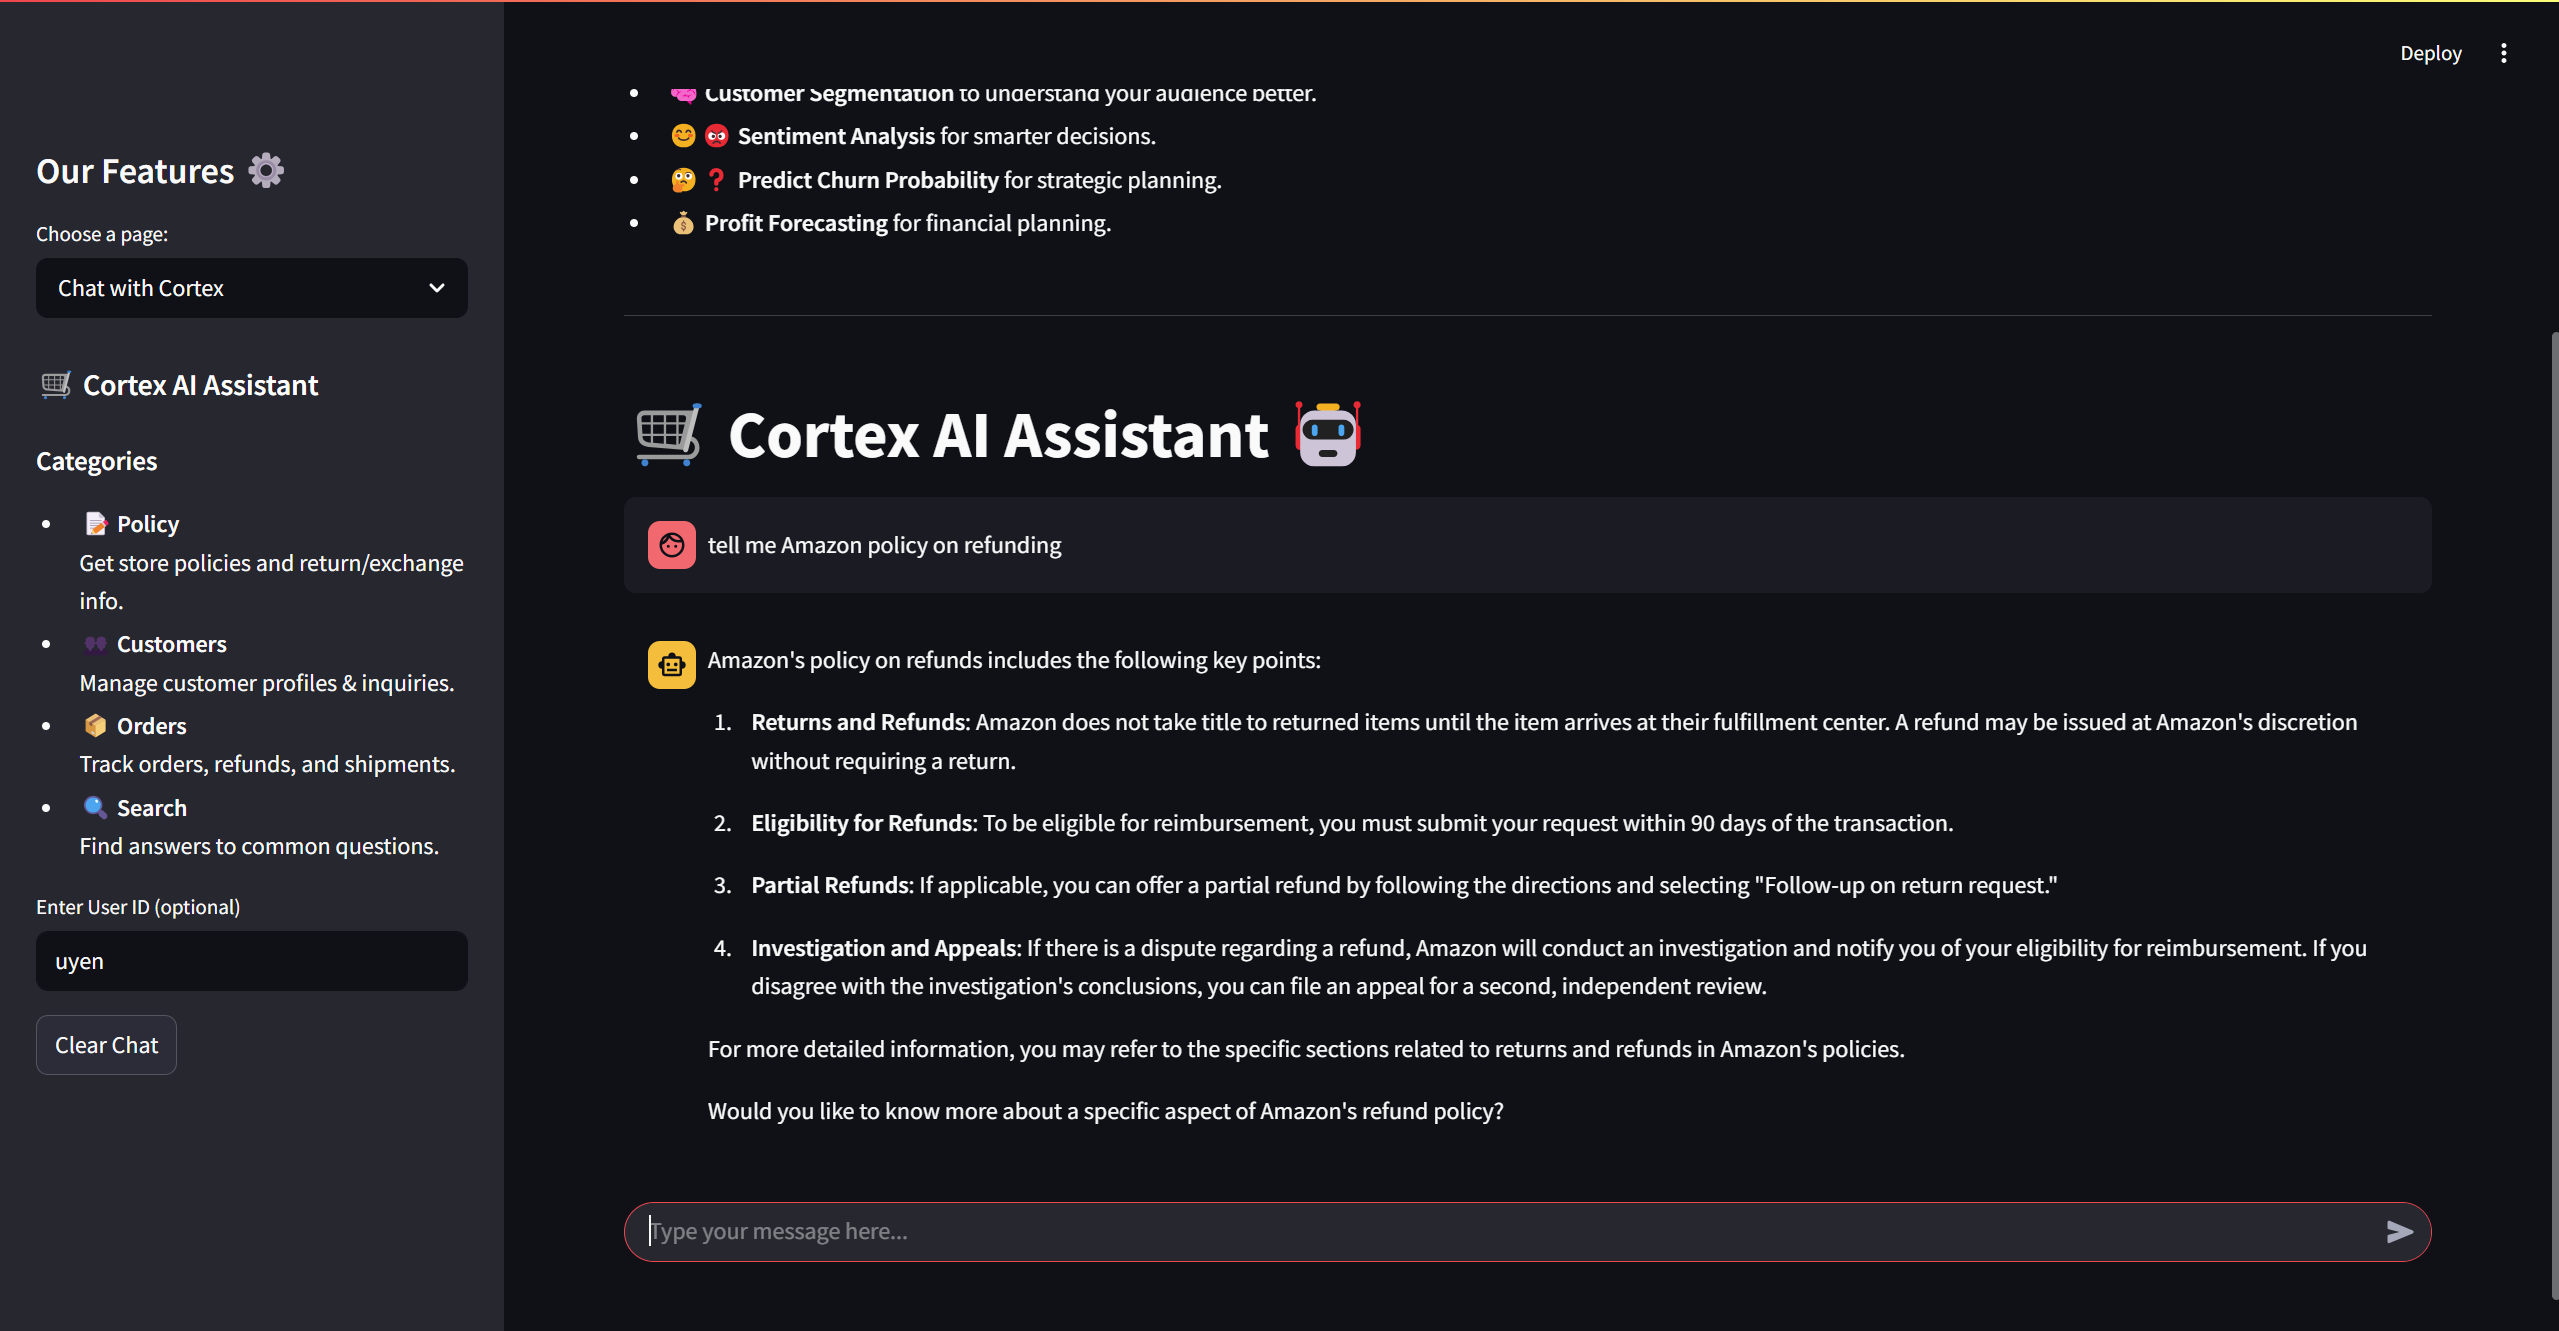 Deploy
Our Features
Choose a page:
Chat with Cortex
Cortex AI Assistant
Categories
Policy
Get store policies and return/exchange
info.
Customers
Manage customer profiles & inquiries.
Orders
Track orders, refunds, and shipments.
Search
Find answers to common questions.
Enter User ID (optional)
uyen
Clear Chat
Customer Segmentation to understand your audience better.
Sentiment Analysis for smarter decisions.
Predict Churn Probability for strategic planning.
Profit Forecasting for financial planning.
Cortex AI Assistant
tell me Amazon policy on refunding
Amazon's policy on refunds includes the following key points:
1. Returns and Refunds: Amazon does not take title to returned items until the item arrives at their fulfillment center. A refund may be issued at Amazon's discretion
without requiring a return.
2. Eligibility for Refunds: To be eligible for reimbursement, you must submit your request within 90 days of the transaction.
3. Partial Refunds: If applicable, you can offer a partial refund by following the directions and selecting "Follow-up on return request."
4. Investigation and Appeals: If there is a dispute regarding a refund, Amazon will conduct an investigation and notify you of your eligibility for reimbursement. If you
disagree with the investigation's conclusions, you can file an appeal for a second, independent review.
For more detailed information, you may refer to the specific sections related to returns and refunds in Amazon's policies.
Would you like to know more about a specific aspect of Amazon's refund policy?
Type your message here...